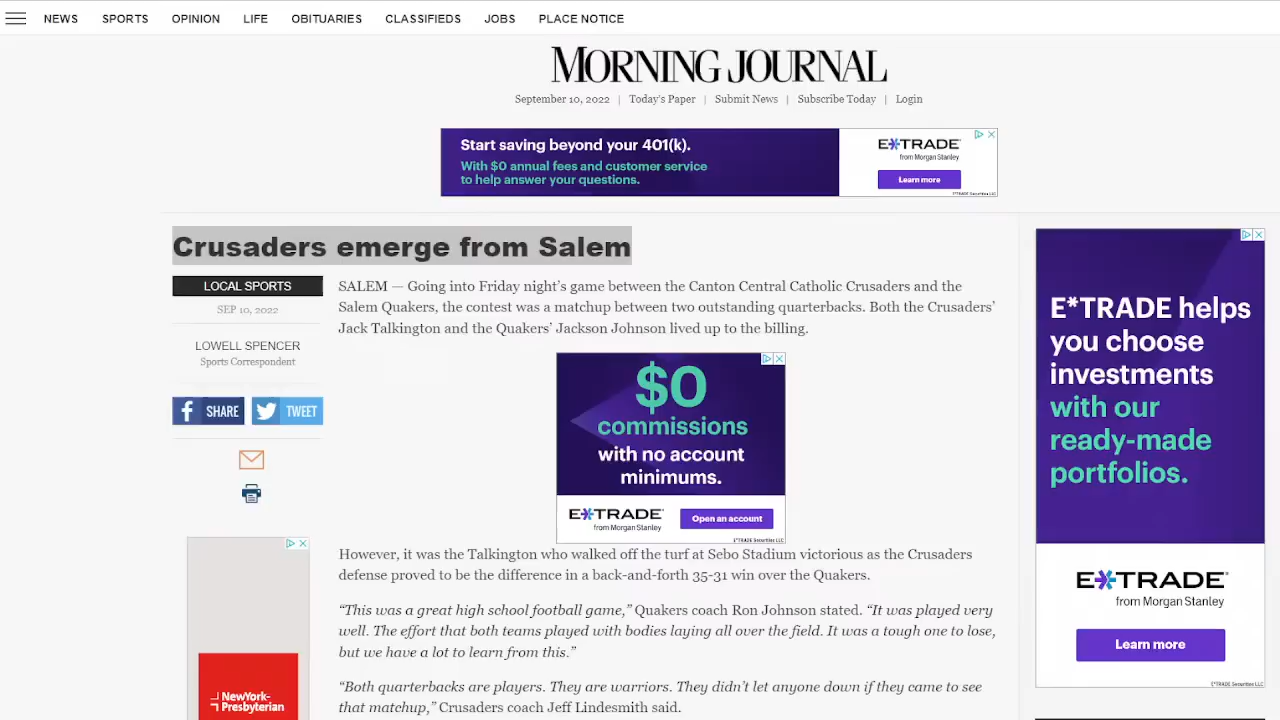 NEWS SPORTS OPINION LIFE OBITUARIES CLASSIFIEDS JOBS PLACE NOTICE
MORNING JOURNAL
September 10, 2022 | Today's Paper | Submit News | Subscribe Today | Login
Start saving beyond your 401(k).
With $0 annual fees and customer service
to help answer your questions.
E*TRADE
from Morgan Stanley
Learn more
E*TRADE Securities LLC
Crusaders emerge from Salem
LOCAL SPORTS
SEP 10, 2022
LOWELL SPENCER
Sports Correspondent
SHARE TWEET
SALEM — Going into Friday night's game between the Canton Central Catholic Crusaders and the
Salem Quakers, the contest was a matchup between two outstanding quarterbacks. Both the Crusaders'
Jack Talkington and the Quakers' Jackson Johnson lived up to the billing.
$0
commissions
with no account
minimums.
E*TRADE
from Morgan Stanley
Open an account
E*TRADE Securities LLC
However, it was the Talkington who walked off the turf at Sebo Stadium victorious as the Crusaders
defense proved to be the difference in a back-and-forth 35-31 win over the Quakers.
“This was a great high school football game,” Quakers coach Ron Johnson stated. “It was played very
well. The effort that both teams played with bodies laying all over the field. It was a tough one to lose,
but we have a lot to learn from this.”
“Both quarterbacks are players. They are warriors. They didn’t let anyone down if they came to see
that matchup,” Crusaders coach Jeff Lindesmith said.
NewYork-
Presbyterian
E*TRADE helps
you choose
investments
with our
ready-made
portfolios.
E*TRADE
from Morgan Stanley
Learn more
E*TRADE Securities LLC